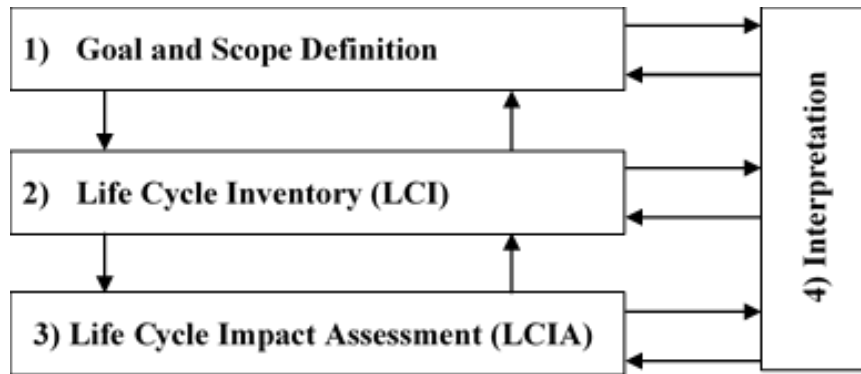 1) Goal and Scope Definition
2) Life Cycle Inventory (LCI)
3) Life Cycle Impact Assessment (LCIA)
4) Interpretation